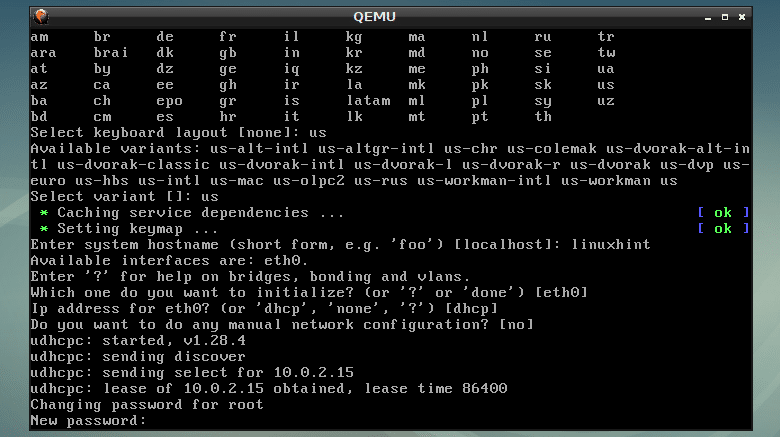 QEMU
am br de fr il kg ma nl ru tr
ara brai dk gb in kr md no se tw
at by dz ge iq kz me ph si ua
az ca ee gh ir la mk pk sk us
ba ch epo gr is latam ml pl sy uz
bd cm es hr it lk mt pt th
Select keyboard layout [none]: us
Available variants: us-alt-intl us-altgr-intl us-chr us-colemak us-dvorak-alt-in
tl us-dvorak-classic us-dvorak-intl us-dvorak-l us-dvorak-r us-dvorak us-dvp us-
euro us-hbs us-intl us-mac us-olpc2 us-rus us-workman-intl us-workman us
Select variant []: us
* Caching service dependencies ... [ ok ]
* Setting keymap ... [ ok ]
Enter system hostname (short form, e.g. 'foo') [localhost]: linuxhint
Available interfaces are: eth0.
Enter '?' for help on bridges, bonding and vlans.
Which one do you want to initialize? (or '?' or 'done') [eth0]
Ip address for eth0? (or 'dhcp', 'none', '?') [dhcp]
Do you want to do any manual network configuration? [no]
udhcpc: started, v1.28.4
udhcpc: sending discover
udhcpc: sending select for 10.0.2.15
udhcpc: lease of 10.0.2.15 obtained, lease time 86400
Changing password for root
New password: